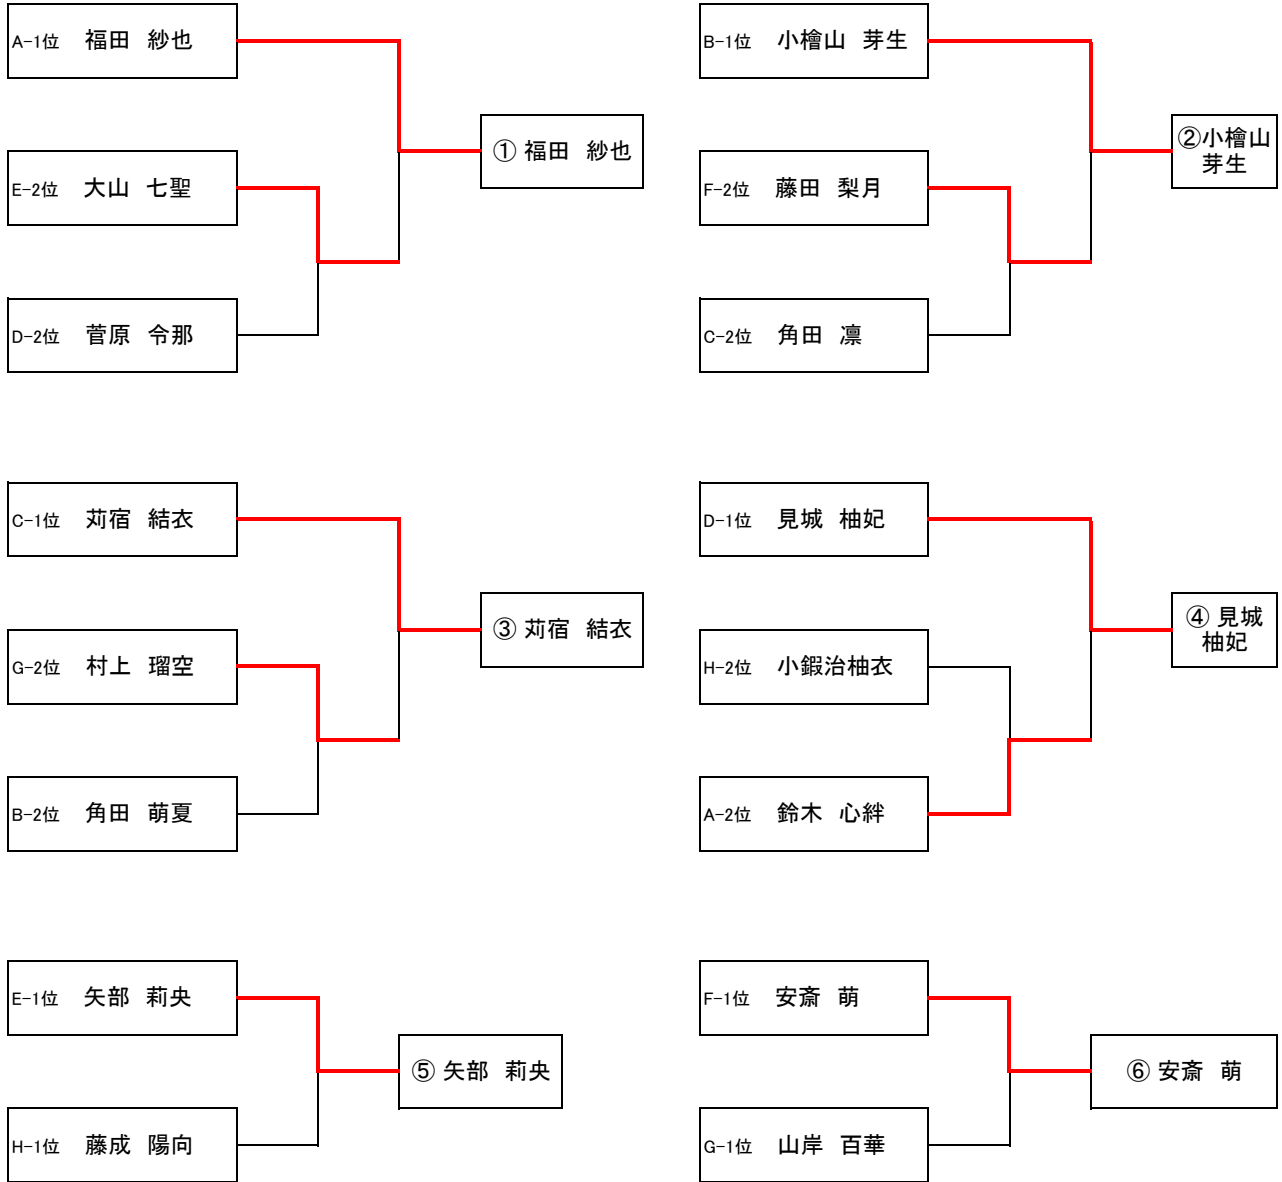 A-1位 福田 紗也
① 福田 紗也
E-2位 大山 七聖
D-2位 菅原 令那
B-1位 小檜山 芽生
②小檜山
芽生
F-2位 藤田 梨月
C-2位 角田 凛
C-1位 苅宿 結衣
③ 苅宿 結衣
G-2位 村上 瑠空
B-2位 角田 萌夏
D-1位 見城 柚妃
④ 見城
柚妃
H-2位 小鍜治柚衣
A-2位 鈴木 心絆
E-1位 矢部 莉央
⑤ 矢部 莉央
H-1位 藤成 陽向
F-1位 安斎 萌
⑥ 安斎 萌
G-1位 山岸 百華